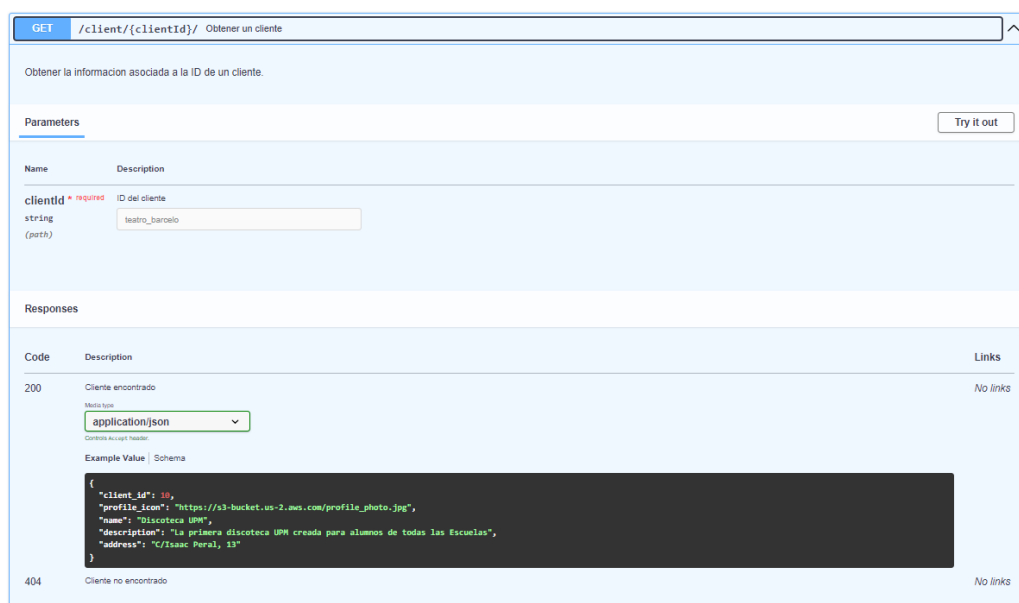 GET /client/{clientId}/ Obtener un cliente
Obtener la informacion asociada a la ID de un cliente.
Parameters
Try it out
Name Description
clientId * required ID del cliente
string teatro_barcelo
(path)
Responses
Code Description Links
200 Cliente encontrado No links
Media type
application/json
Controls Accept header.
Example Value Schema
{
"client_id": 10,
"profile_icon": "https://s3-bucket.us-2.aws.com/profile_photo.jpg",
"name": "Discoteca UPM",
"description": "La primera discoteca UPM creada para alumnos de todas las Escuelas",
"address": "C/Isaac Peral, 13"
}
404 Cliente no encontrado No links